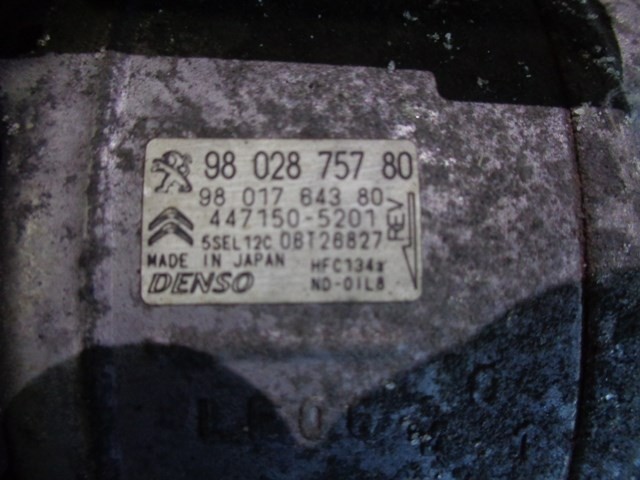 98 028 757 80
98 017 643 80
447150-5201
REV
5SEL12C 0BT26827
MADE IN JAPAN HFC134a
DENSO ND-OIL8